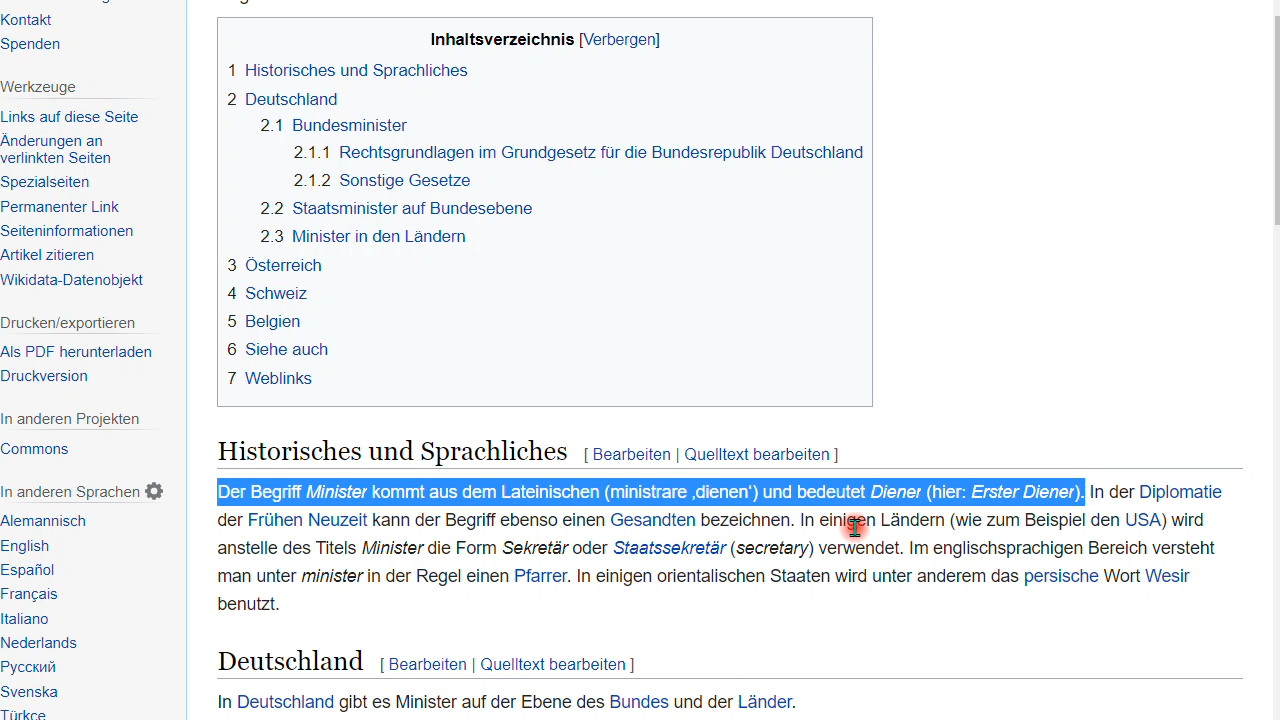 Kontakt
Spenden
Werkzeuge
Links auf diese Seite
Änderungen an
verlinkten Seiten
Spezialseiten
Permanenter Link
Seiteninformationen
Artikel zitieren
Wikidata-Datenobjekt
Drucken/exportieren
Als PDF herunterladen
Druckversion
In anderen Projekten
Commons
In anderen Sprachen
Alemannisch
English
Español
Français
Italiano
Nederlands
Русский
Svenska
Türkçe
Inhaltsverzeichnis [Verbergen]
1 Historisches und Sprachliches
2 Deutschland
2.1 Bundesminister
2.1.1 Rechtsgrundlagen im Grundgesetz für die Bundesrepublik Deutschland
2.1.2 Sonstige Gesetze
2.2 Staatsminister auf Bundesebene
2.3 Minister in den Ländern
3 Österreich
4 Schweiz
5 Belgien
6 Siehe auch
7 Weblinks
Historisches und Sprachliches [ Bearbeiten | Quelltext bearbeiten ]
Der Begriff Minister kommt aus dem Lateinischen (ministrare ‚dienen‘) und bedeutet Diener (hier: Erster Diener). In der Diplomatie
der Frühen Neuzeit kann der Begriff ebenso einen Gesandten bezeichnen. In einigen Ländern (wie zum Beispiel den USA) wird
anstelle des Titels Minister die Form Sekretär oder Staatssekretär (secretary) verwendet. Im englischsprachigen Bereich versteht
man unter minister in der Regel einen Pfarrer. In einigen orientalischen Staaten wird unter anderem das persische Wort Wesir
benutzt.
Deutschland [ Bearbeiten | Quelltext bearbeiten ]
In Deutschland gibt es Minister auf der Ebene des Bundes und der Länder.